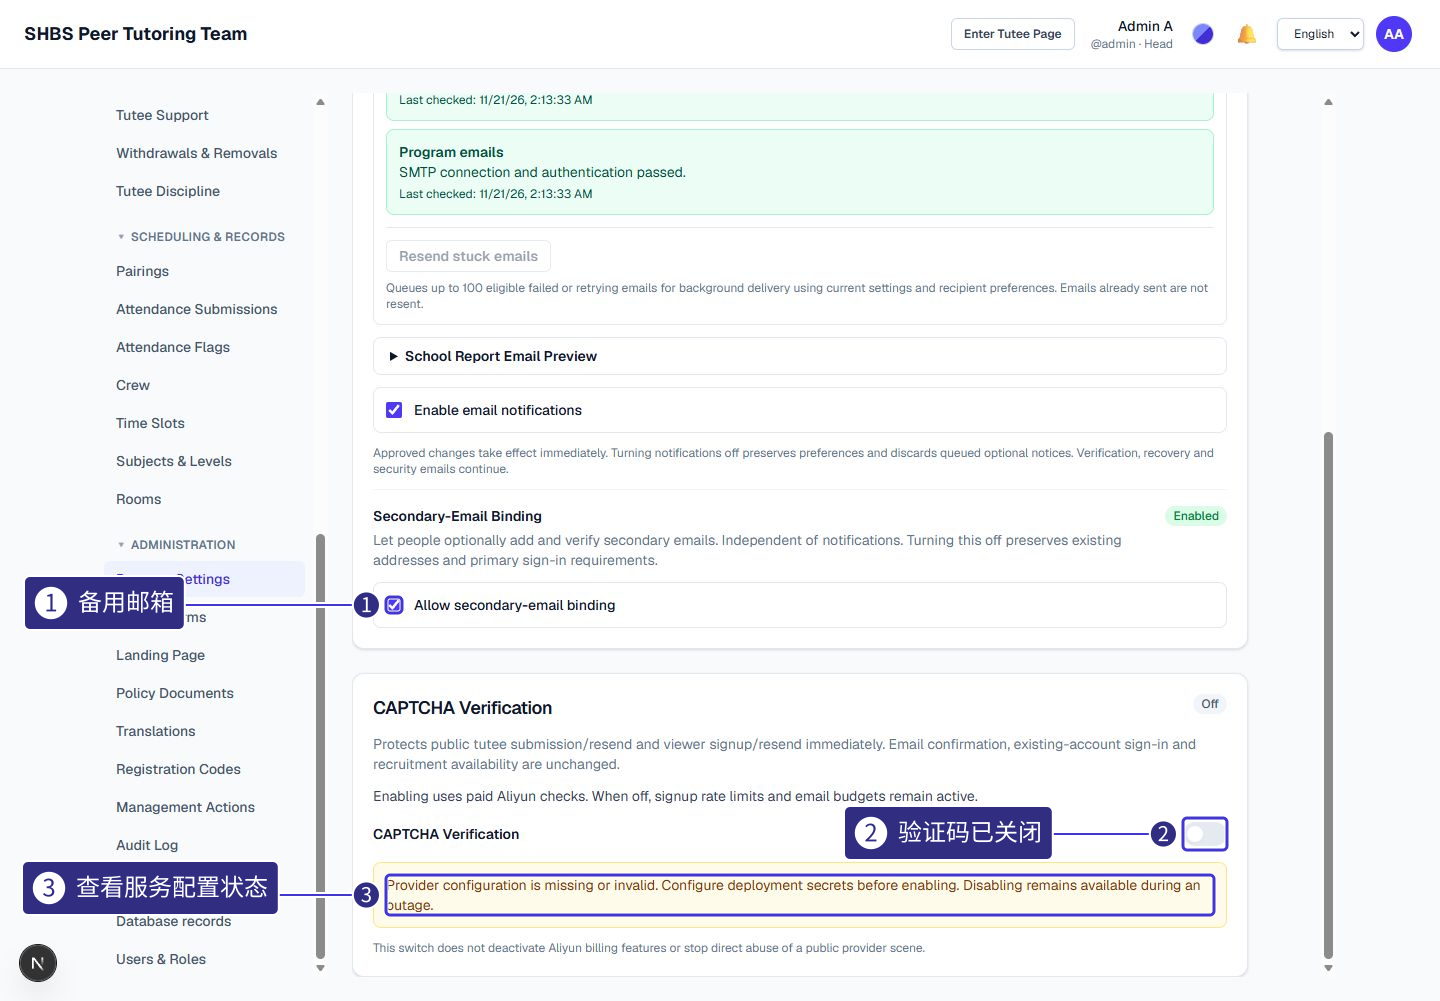 SHBS Peer Tutoring Team
Enter Tutee Page
Admin A
@admin · Head
English
AA
Tutee Support
Withdrawals & Removals
Tutee Discipline
SCHEDULING & RECORDS
Pairings
Attendance Submissions
Attendance Flags
Crew
Time Slots
Subjects & Levels
Rooms
ADMINISTRATION
ettings
ms
Landing Page
Policy Documents
Translations
Registration Codes
Management Actions
Audit Log
Database records
Users & Roles
N
Last checked: 11/21/26, 2:13:33 AM
Program emails
SMTP connection and authentication passed.
Last checked: 11/21/26, 2:13:33 AM
Resend stuck emails
Queues up to 100 eligible failed or retrying emails for background delivery using current settings and recipient preferences. Emails already sent are not
resent.
School Report Email Preview
Enable email notifications
Approved changes take effect immediately. Turning notifications off preserves preferences and discards queued optional notices. Verification, recovery and
security emails continue.
Secondary-Email Binding
Enabled
Let people optionally add and verify secondary emails. Independent of notifications. Turning this off preserves existing
addresses and primary sign-in requirements.
1 备用邮箱
1
Allow secondary-email binding
CAPTCHA Verification
Off
Protects public tutee submission/resend and viewer signup/resend immediately. Email confirmation, existing-account sign-in and
recruitment availability are unchanged.
Enabling uses paid Aliyun checks. When off, signup rate limits and email budgets remain active.
CAPTCHA Verification
2 验证码已关闭
2
3 查看服务配置状态
3
Provider configuration is missing or invalid. Configure deployment secrets before enabling. Disabling remains available during an
outage.
This switch does not deactivate Aliyun billing features or stop direct abuse of a public provider scene.